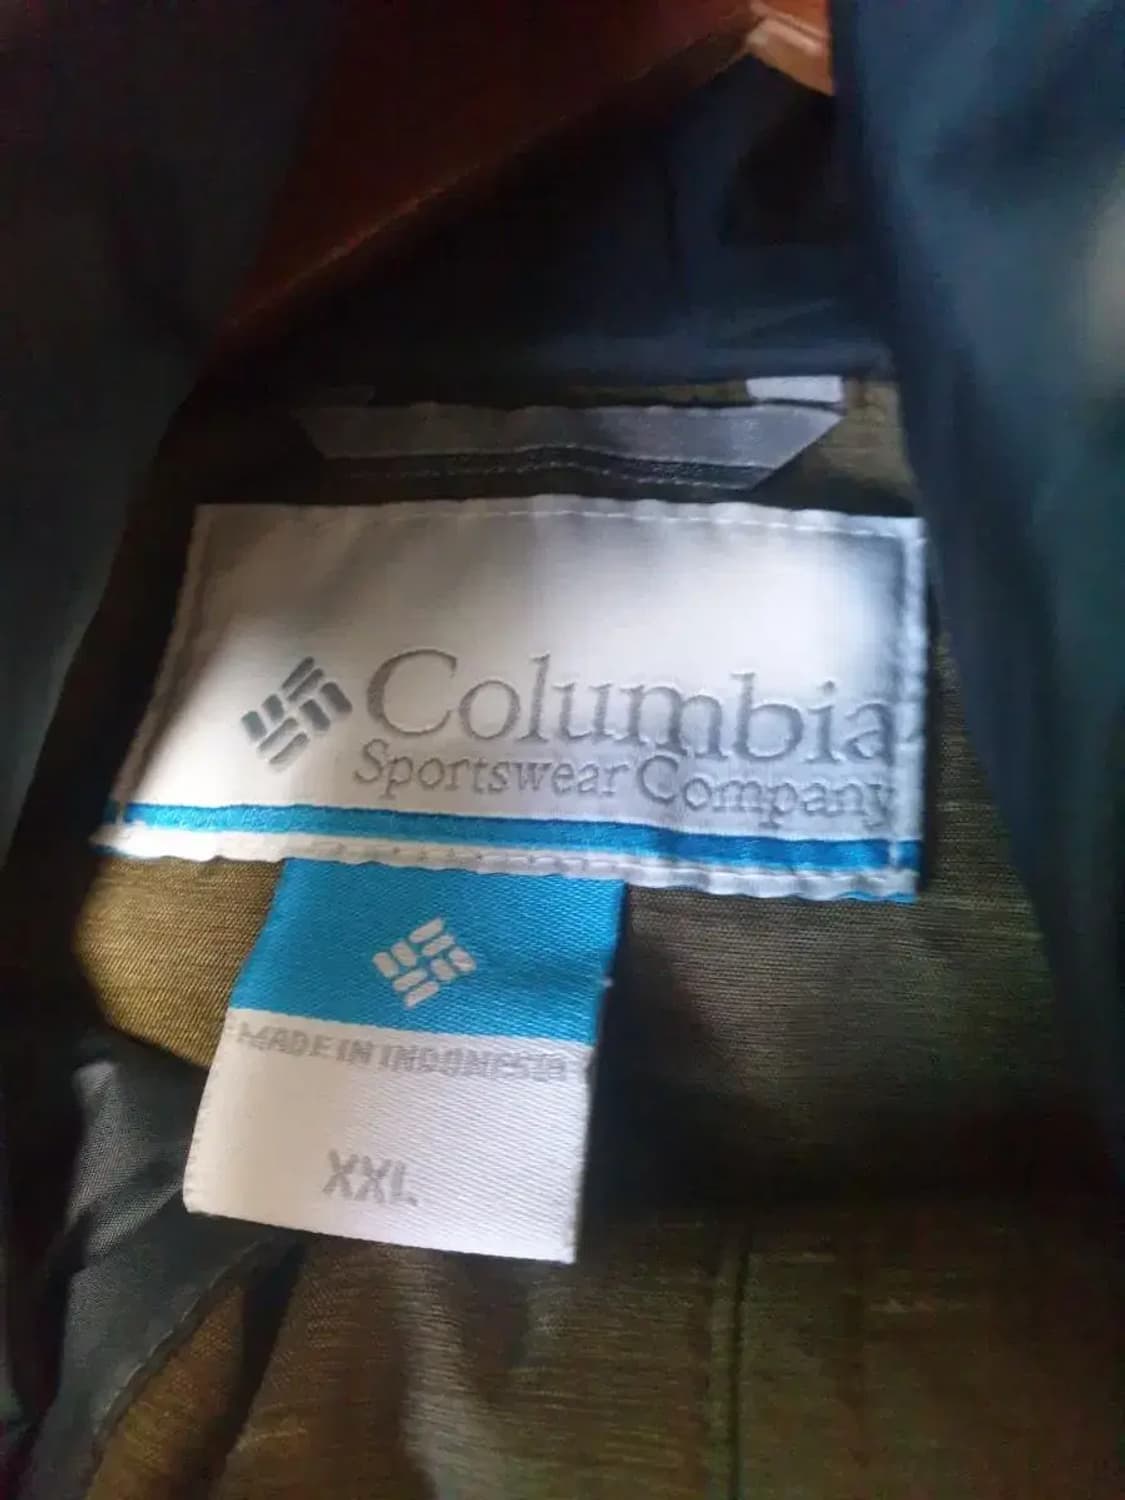 Columbia
Sportswear Company
MADE IN INDONESIA
XXL